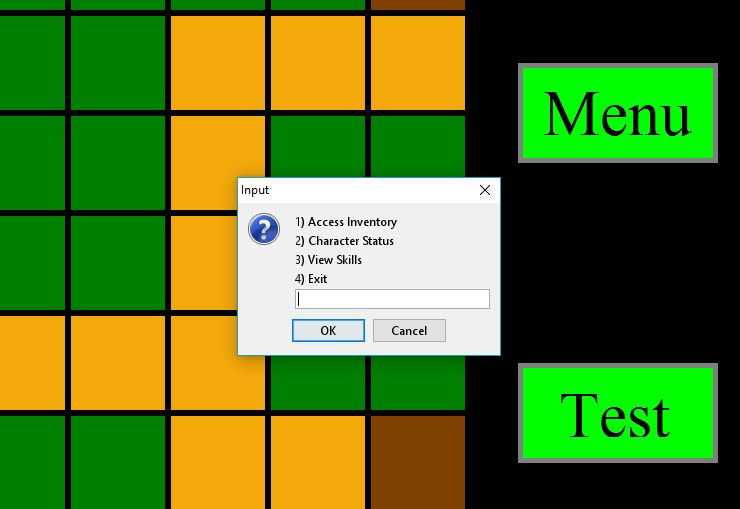 Menu
Input
?
1) Access Inventory
2) Character Status
3) View Skills
4) Exit
OK
Cancel
Test